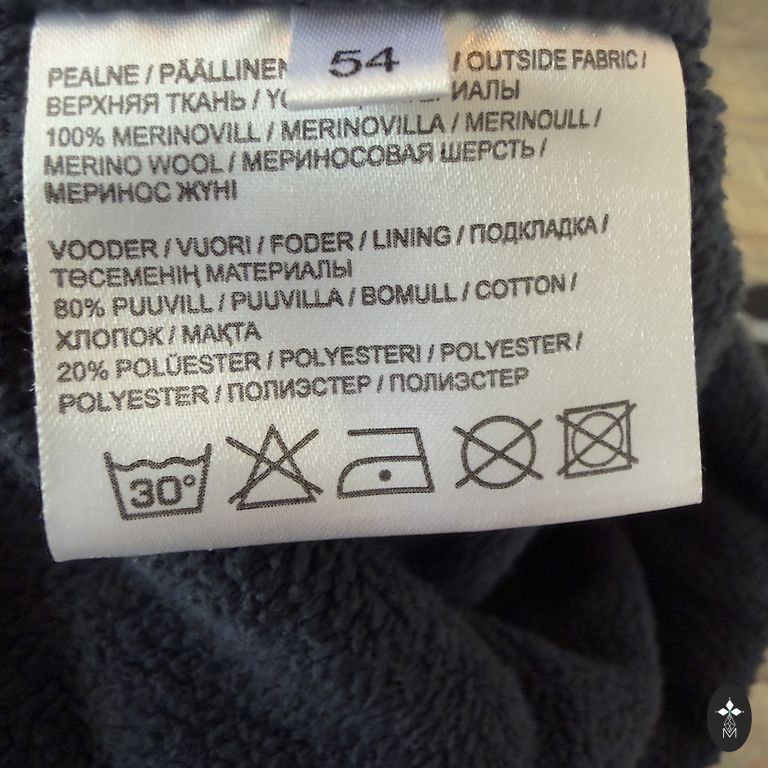 54
PEALNE / PÄÄLLINEN / OUTSIDE FABRIC /
ВЕРХНЯЯ ТКАНЬ /
100% MERINOVILL / MERINOVILLA / MERINOULL /
MERINO WOOL / МЕРИНОСОВАЯ ШЕРСТЬ /
МЕРИНОС ЖҮНІ
VOODER / VUORI / FODER / LINING / ПОДКЛАДКА /
ТӨСЕМЕНІҢ МАТЕРИАЛЫ
80% PUUVILL / PUUVILLA / BOMULL / COTTON /
ХЛОПОК / МАҚТА
20% POLÜESTER / POLYESTERI / POLYESTER /
POLYESTER / ПОЛИЭСТЕР / ПОЛИЭСТЕР
30°
M